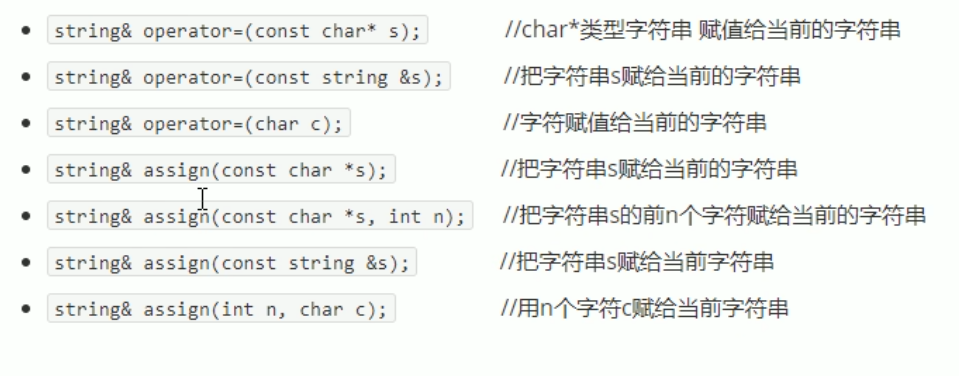 string& operator=(const char* s); //char*类型字符串 赋值给当前的字符串
string& operator=(const string &s); //把字符串s赋给当前的字符串
string& operator=(char c); //字符赋值给当前的字符串
string& assign(const char *s); //把字符串s赋给当前的字符串
string& assign(const char *s, int n); //把字符串s的前n个字符赋给当前的字符串
string& assign(const string &s); //把字符串s赋给当前字符串
string& assign(int n, char c); //用n个字符c赋给当前字符串